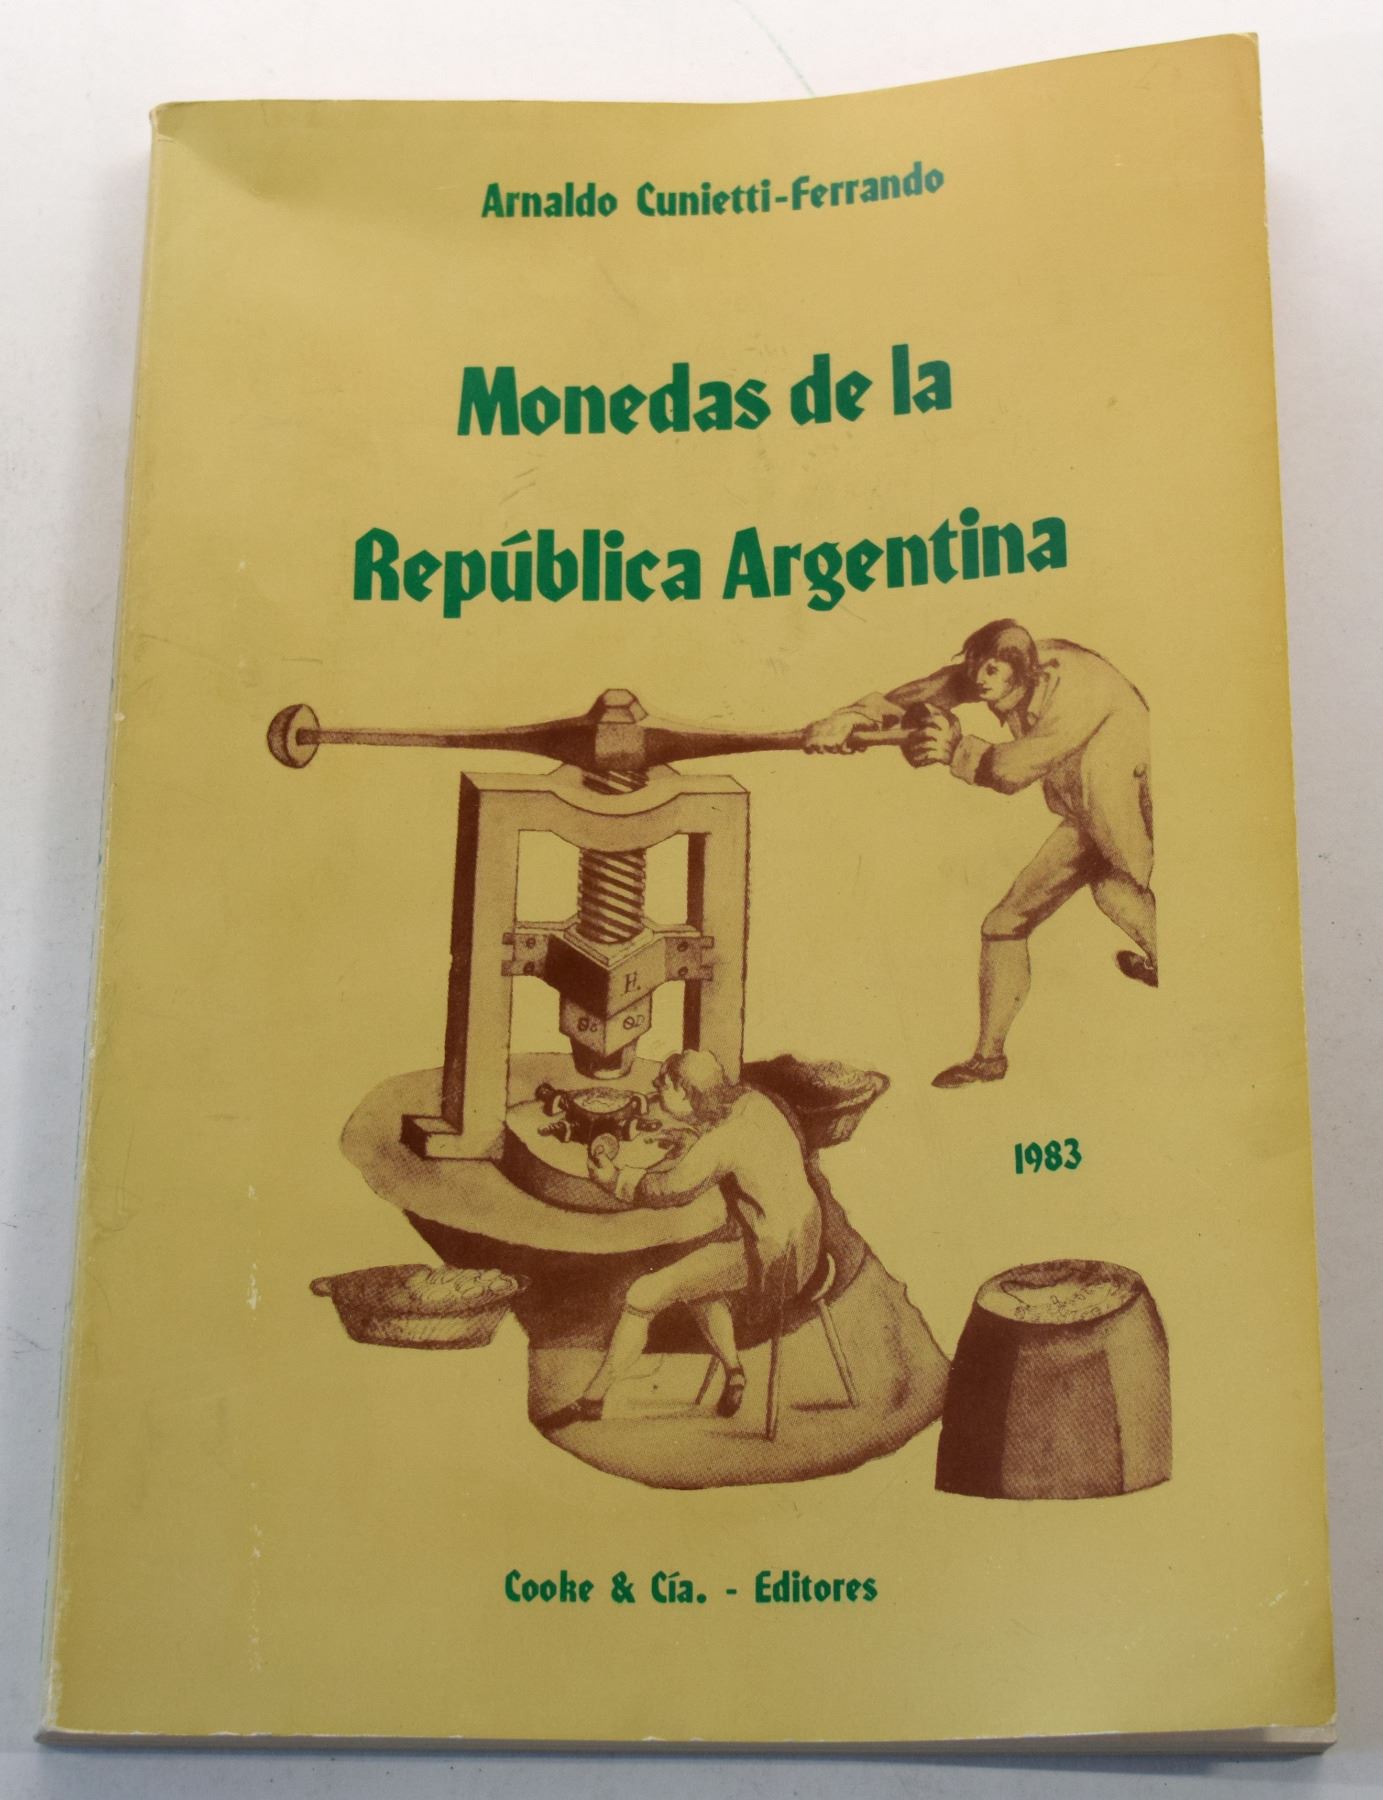 Arnaldo Cunietti-Ferrando
Monedas de la
República Argentina
E.
1983
Cooke & Cía. - Editores